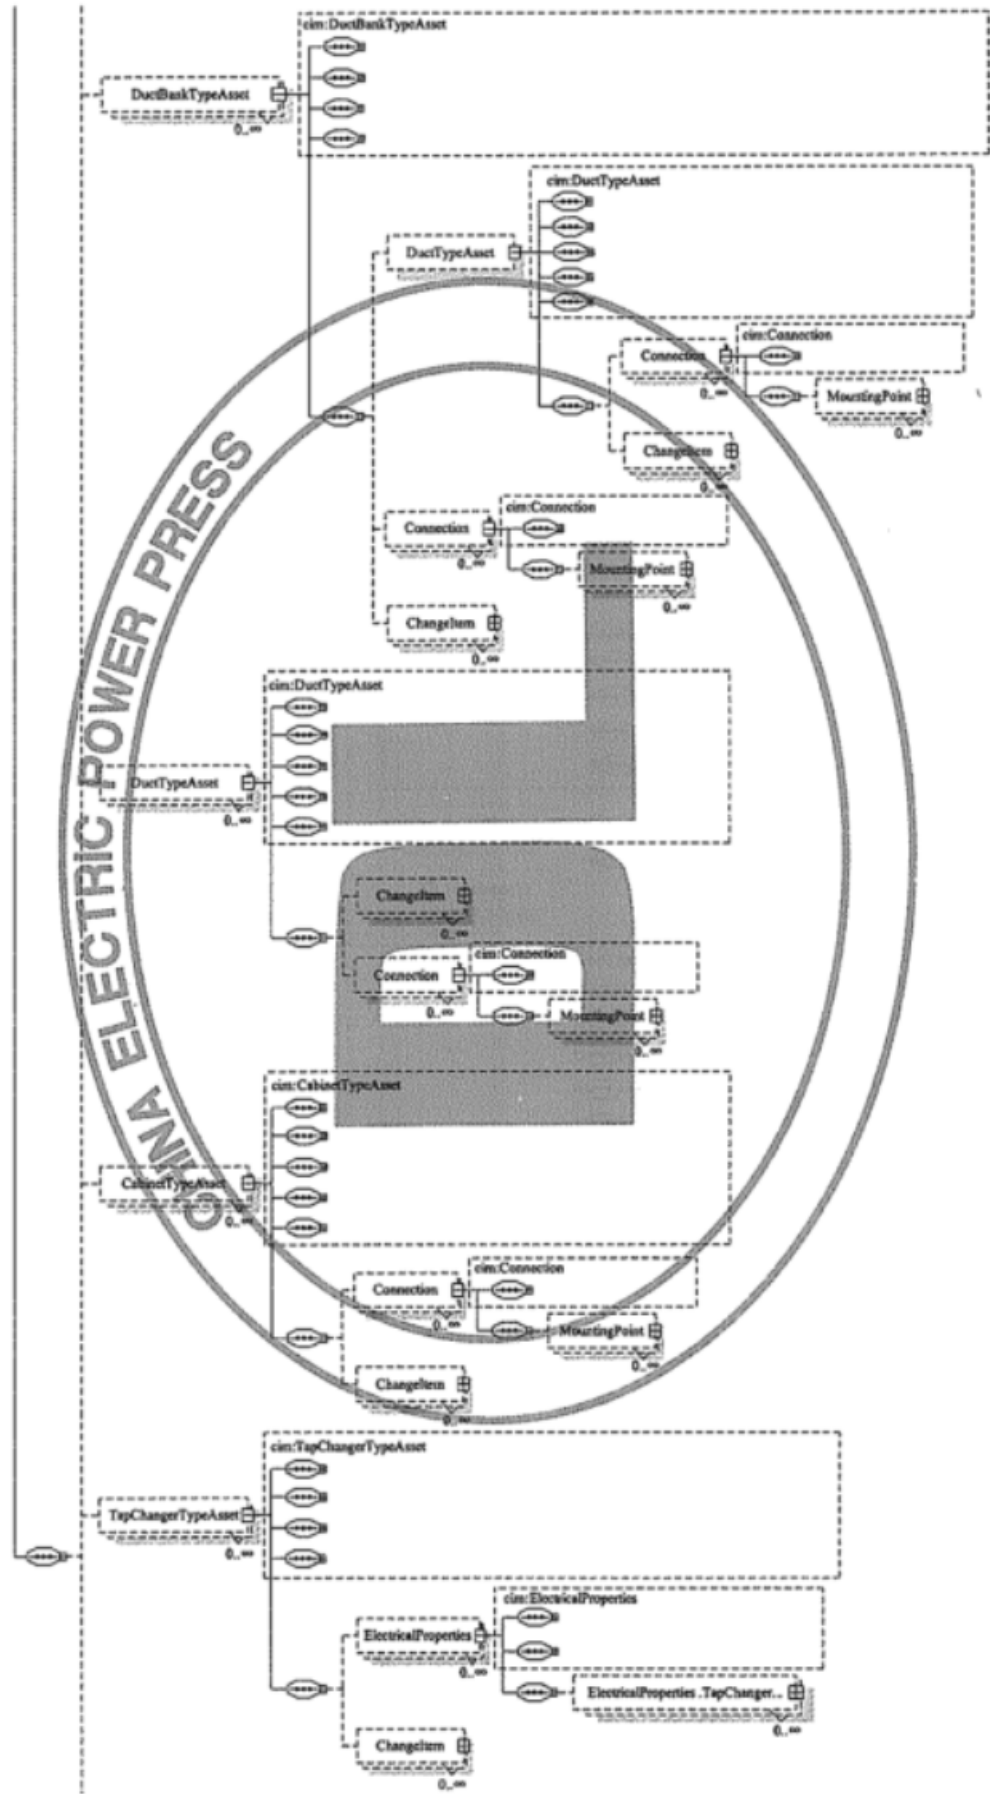 cim:DuctBankTypeAsset
DuctBankTypeAsset
0..∞
cim:DuctTypeAsset
DuctTypeAsset
cim:Connection
Connection
0..∞
MountingPoint
0..∞
ChangeItem
0..∞
cim:Connection
Connection
0..∞
MountingPoint
0..∞
ChangeItem
0..∞
cim:DuctTypeAsset
DuctTypeAsset
0..∞
ChangeItem
0..∞
cim:Connection
Connection
0..∞
MountingPoint
0..∞
cim:CabinetTypeAsset
CabinetTypeAsset
0..∞
cim:Connection
Connection
0..∞
MountingPoint
0..∞
ChangeItem
0..∞
cim:TapChangerTypeAsset
TapChangerTypeAsset
0..∞
cim:ElectricalProperties
ElectricalProperties
0..∞
ElectricalProperties .TapChanger...
0..∞
ChangeItem
0..∞
CHINA ELECTRIC POWER PRESS